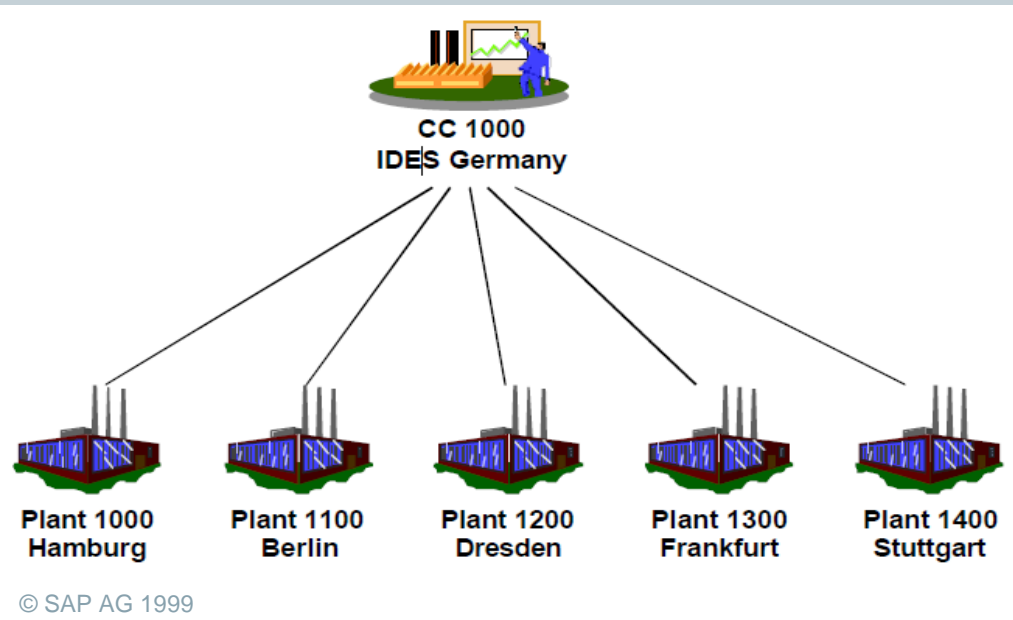 CC 1000
IDES Germany
Plant 1000
Hamburg
Plant 1100
Berlin
Plant 1200
Dresden
Plant 1300
Frankfurt
Plant 1400
Stuttgart
© SAP AG 1999